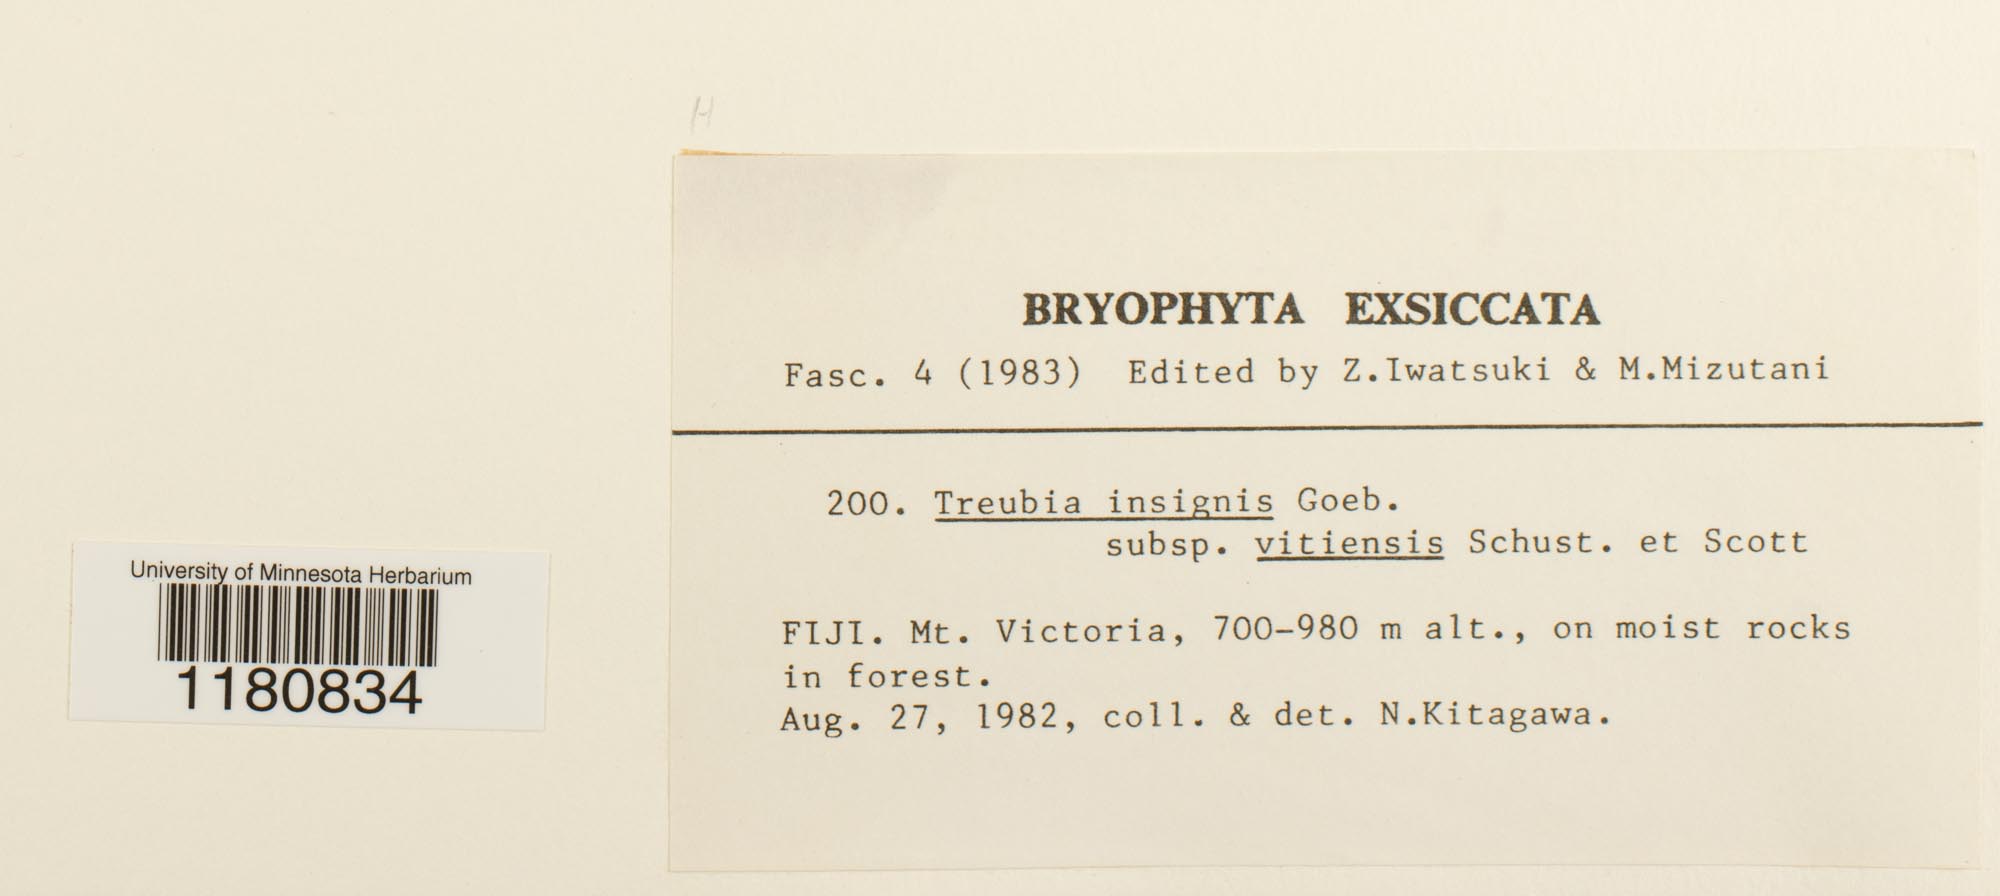 H
BRYOPHYTA EXSICCATA
Fasc. 4 (1983) Edited by Z.Iwatsuki & M.Mizutani
200. Treubia insignis Goeb.
subsp. vitiensis Schust. et Scott
FIJI. Mt. Victoria, 700-980 m alt., on moist rocks
in forest.
Aug. 27, 1982, coll. & det. N.Kitagawa.
University of Minnesota Herbarium
1180834